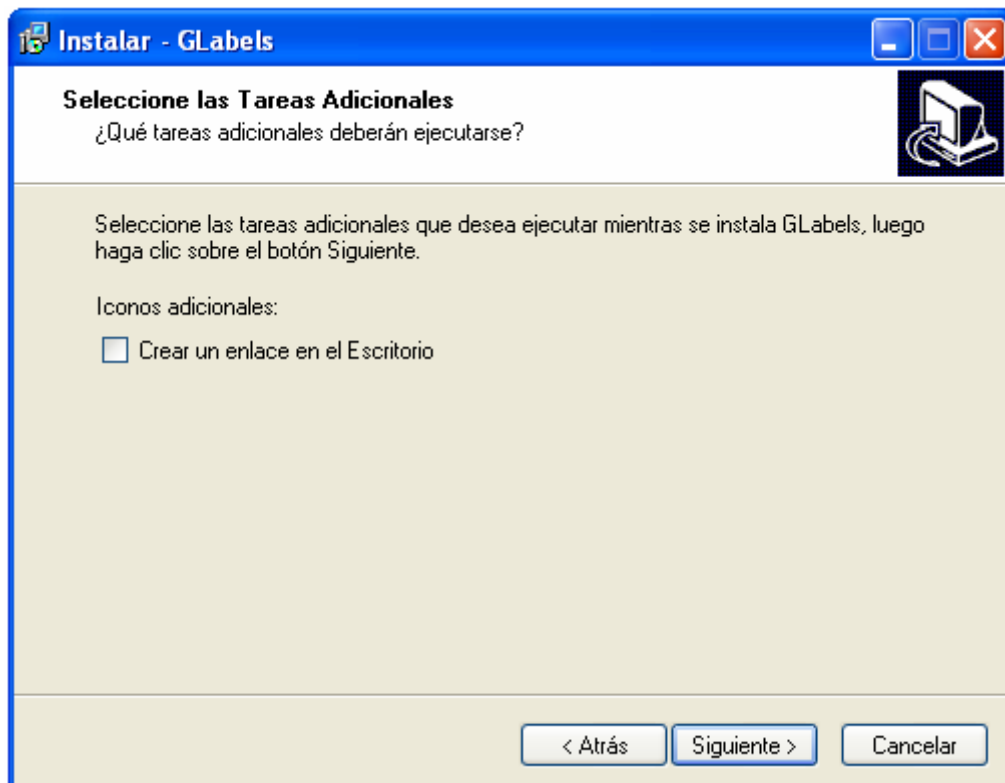 Instalar - GLabels
Seleccione las Tareas Adicionales
¿Qué tareas adicionales deberán ejecutarse?
Seleccione las tareas adicionales que desea ejecutar mientras se instala GLabels, luego
haga clic sobre el botón Siguiente.
Iconos adicionales:
Crear un enlace en el Escritorio
< Atrás Siguiente > Cancelar